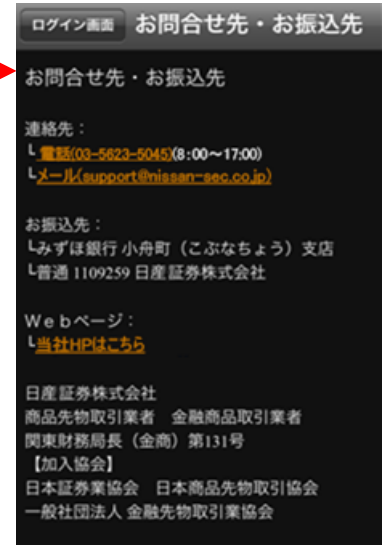 ログイン画面 お問合せ先・お振込先
お問合せ先・お振込先
連絡先：
└ 電話(03-5623-5045)(8:00～17:00)
└メール(support@nissan-sec.co.jp)
お振込先：
└みずほ銀行 小舟町（こぶなちょう）支店
└普通 1109259 日産証券株式会社
Ｗｅｂページ：
└当社HPはこちら
日産証券株式会社
商品先物取引業者　金融商品取引業者
関東財務局長（金商）第131号
【加入協会】
日本証券業協会　日本商品先物取引協会
一般社団法人 金融先物取引業協会